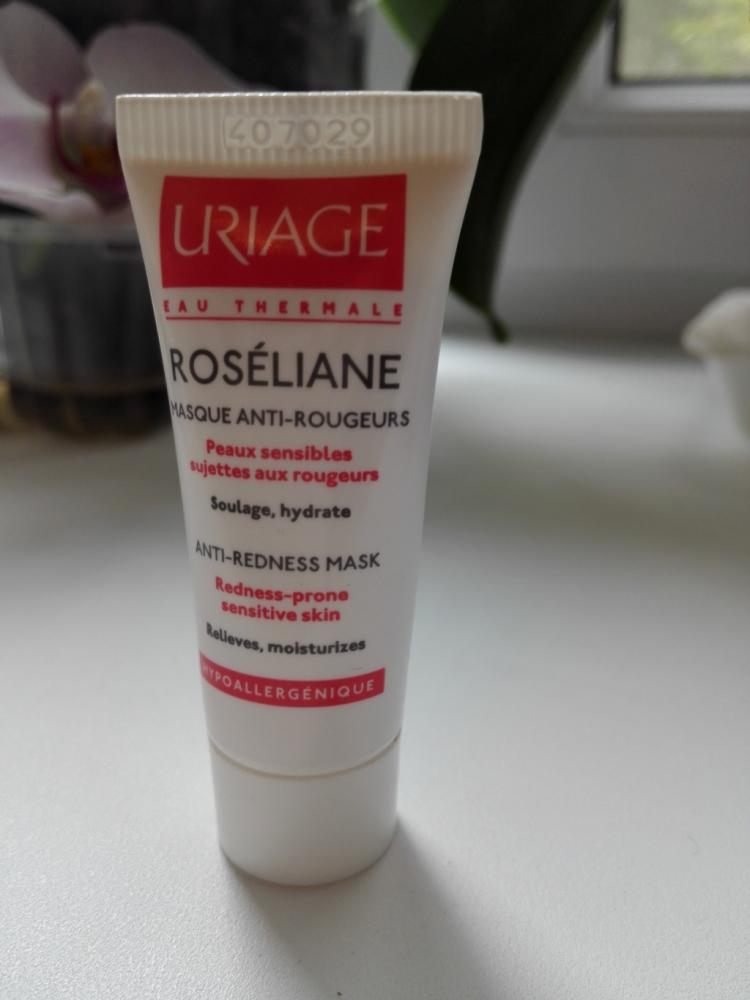 407029
URIAGE
EAU THERMALE
ROSÉLIANE
MASQUE ANTI-ROUGEURS
Peaux sensibles
sujettes aux rougeurs
Soulage, hydrate
ANTI-REDNESS MASK
Redness-prone
sensitive skin
Relieves, moisturizes
HYPOALLERGÉNIQUE